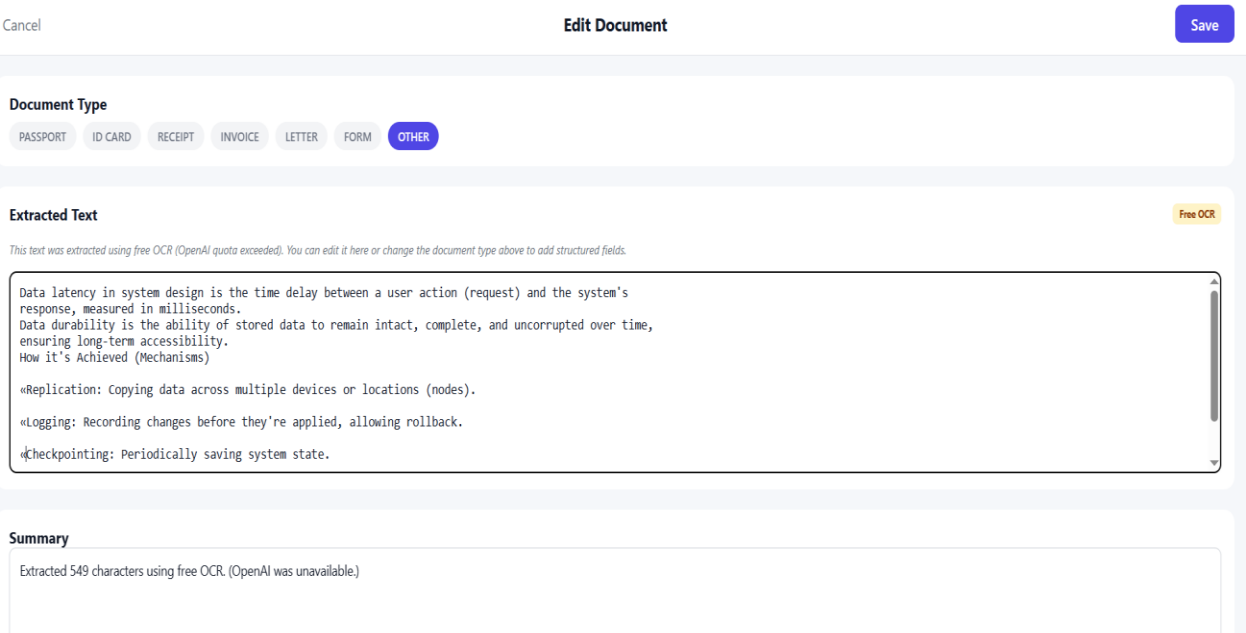 Cancel
Edit Document
Save
Document Type
PASSPORT
ID CARD
RECEIPT
INVOICE
LETTER
FORM
OTHER
Extracted Text
Free OCR
This text was extracted using free OCR (OpenAI quota exceeded). You can edit it here or change the document type above to add structured fields.
Data latency in system design is the time delay between a user action (request) and the system's
response, measured in milliseconds.
Data durability is the ability of stored data to remain intact, complete, and uncorrupted over time,
ensuring long-term accessibility.
How it's Achieved (Mechanisms)
«Replication: Copying data across multiple devices or locations (nodes).
«Logging: Recording changes before they're applied, allowing rollback.
«Checkpointing: Periodically saving system state.
Summary
Extracted 549 characters using free OCR. (OpenAI was unavailable.)